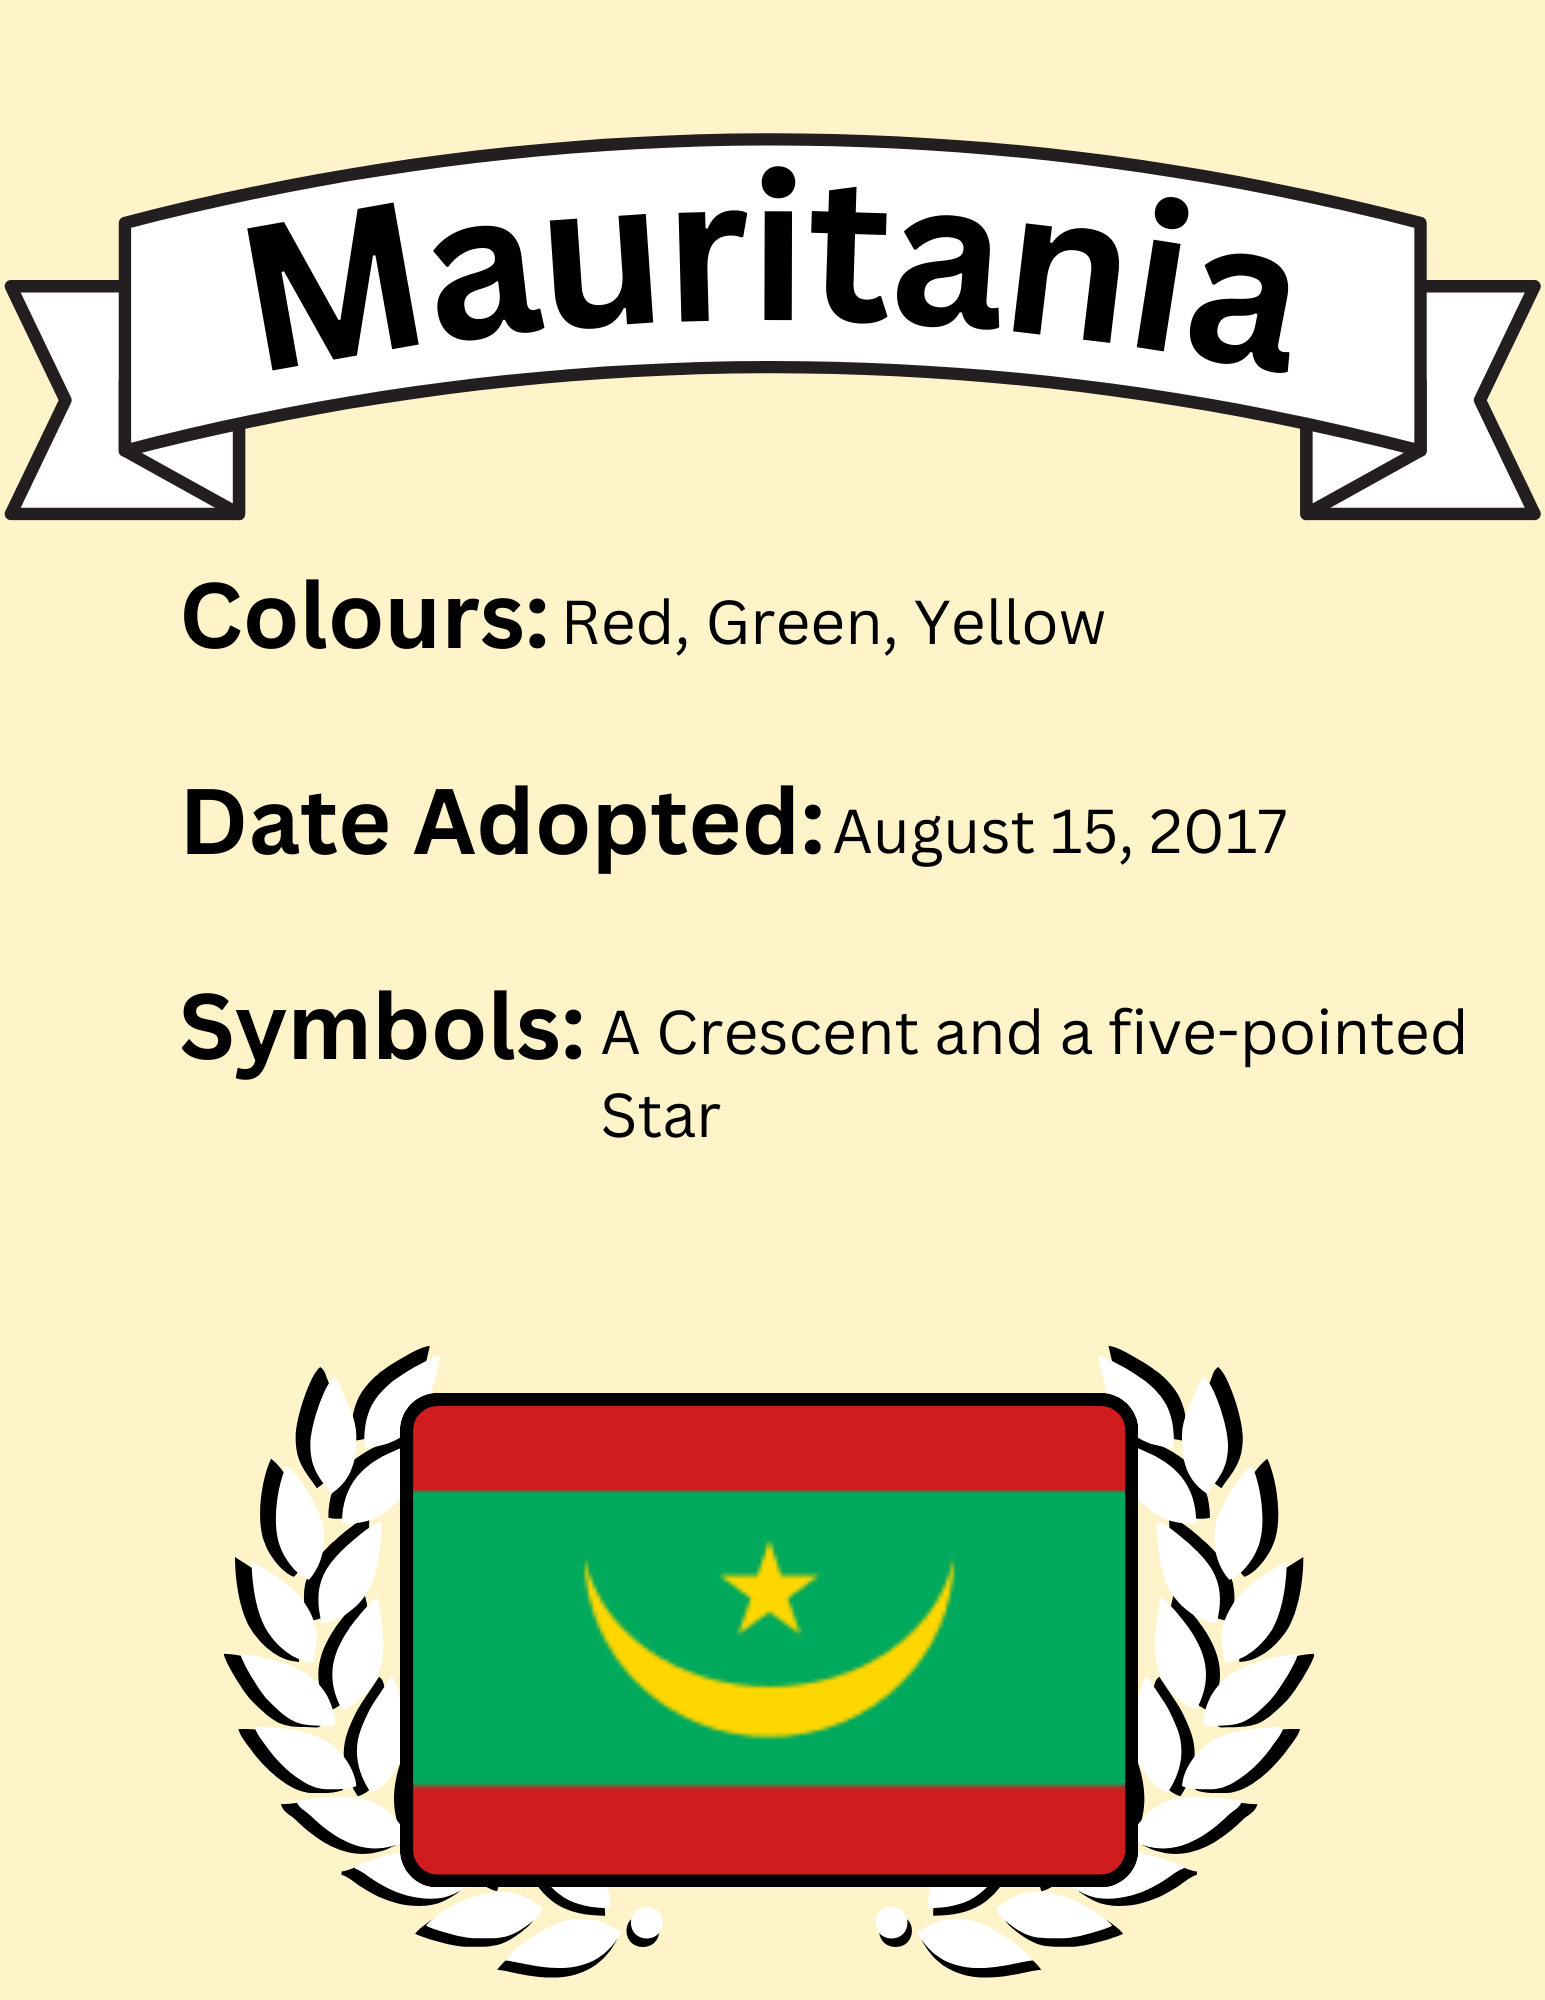 Mauritania
Colours: Red, Green, Yellow
Date Adopted: August 15, 2017
Symbols: A Crescent and a five-pointed
Star